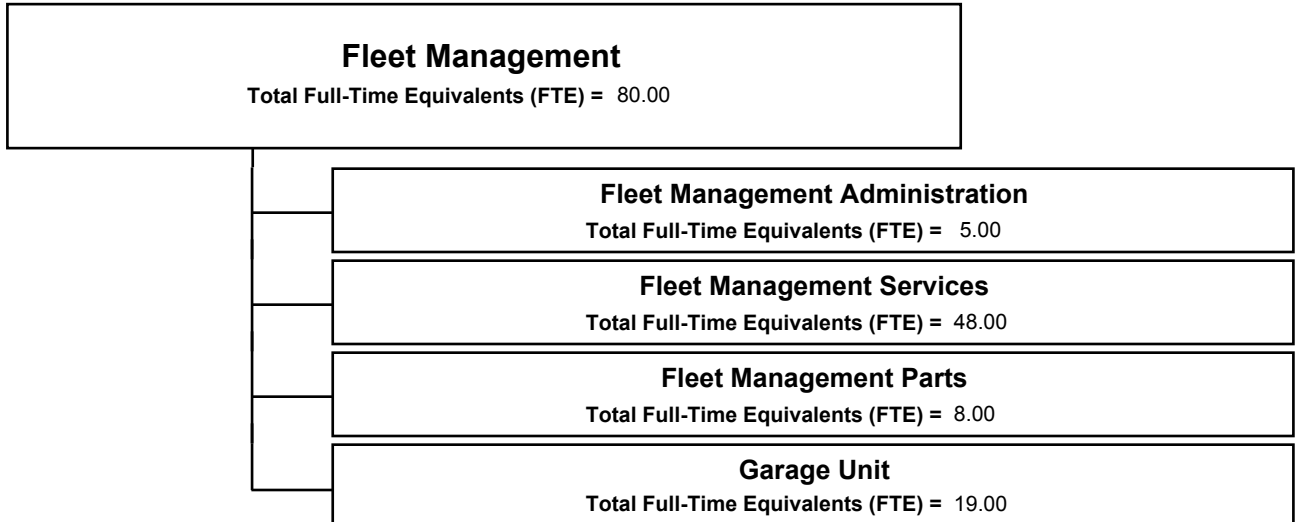 Fleet Management
Total Full-Time Equivalents (FTE) = 80.00
Fleet Management Administration
Total Full-Time Equivalents (FTE) = 5.00
Fleet Management Services
Total Full-Time Equivalents (FTE) = 48.00
Fleet Management Parts
Total Full-Time Equivalents (FTE) = 8.00
Garage Unit
Total Full-Time Equivalents (FTE) = 19.00